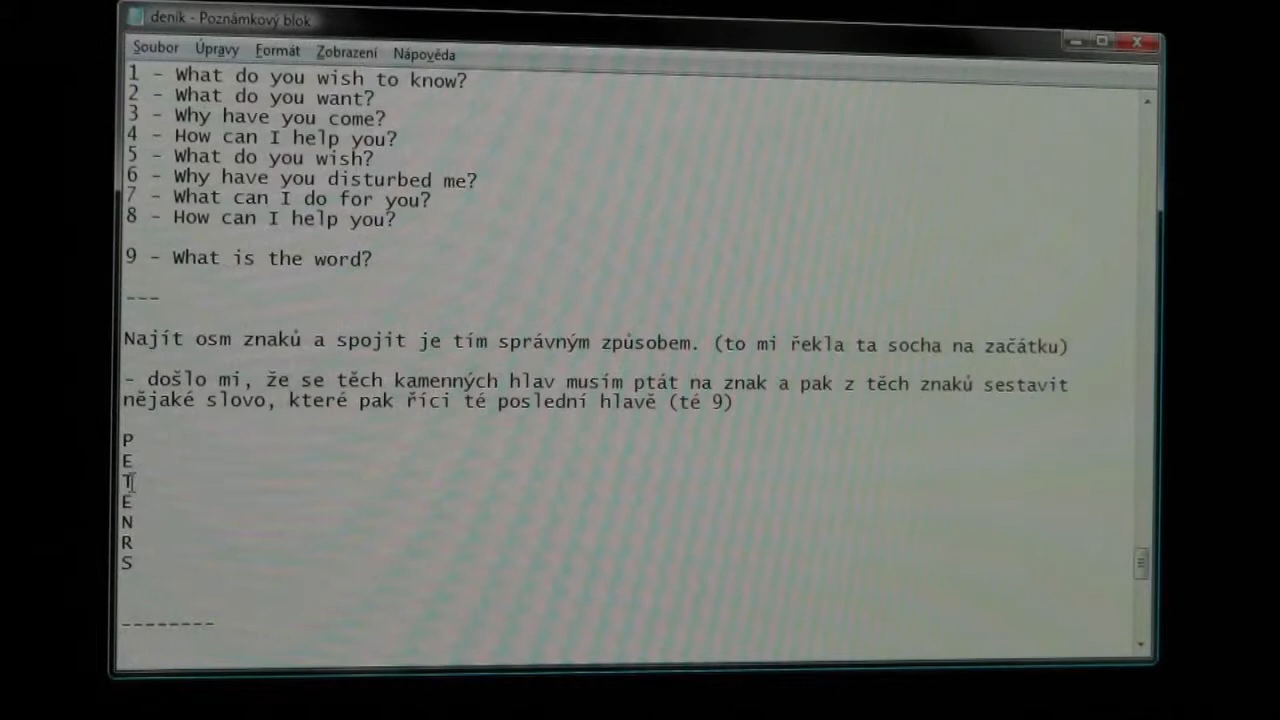 deník - Poznámkový blok
Soubor Úpravy Formát Zobrazení Nápověda
1 - What do you wish to know?
2 - What do you want?
3 - Why have you come?
4 - How can I help you?
5 - What do you wish?
6 - Why have you disturbed me?
7 - What can I do for you?
8 - How can I help you?
9 - What is the word?
---
Najít osm znaků a spojit je tím správným způsobem. (to mi řekla ta socha na začátku)
- došlo mi, že se těch kamenných hlav musím ptát na znak a pak z těch znaků sestavit
nějaké slovo, které pak říci té poslední hlavě (té 9)
P
E
T
E
N
R
S
--------